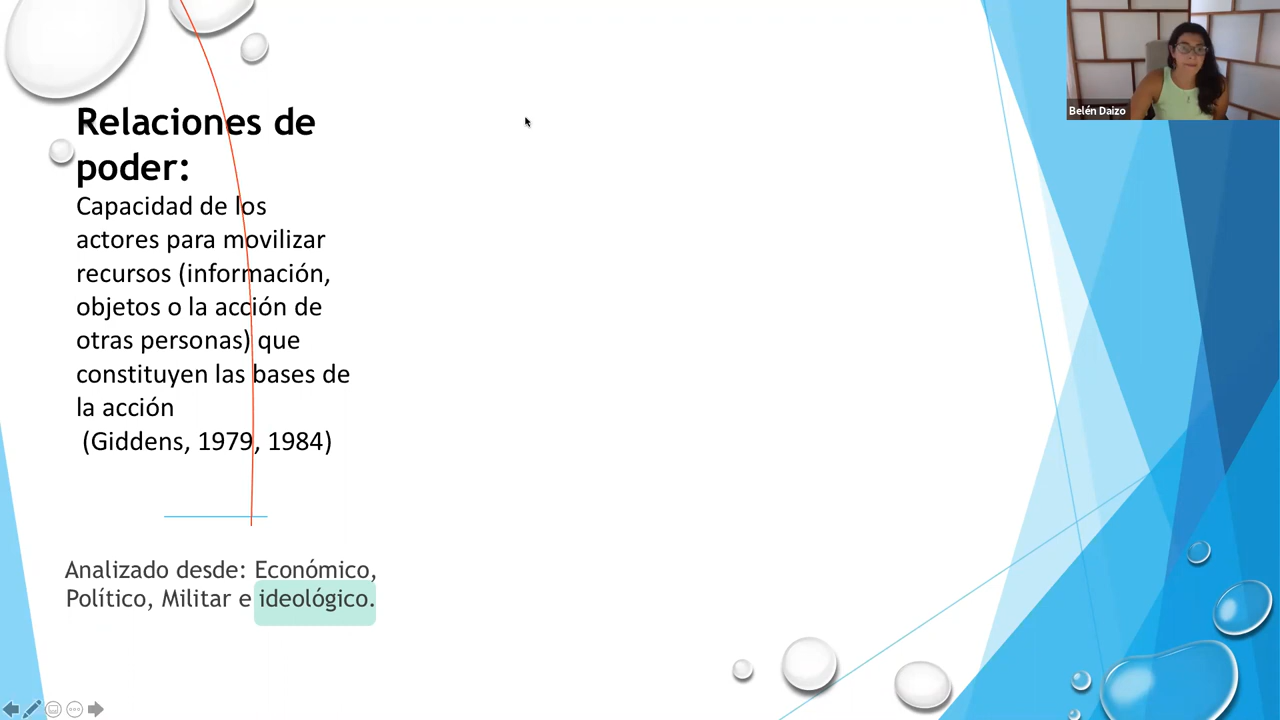 Relaciones de
poder:
Capacidad de los
actores para movilizar
recursos (información,
objetos o la acción de
otras personas) que
constituyen las bases de
la acción
(Giddens, 1979, 1984)
Analizado desde: Económico,
Político, Militar e ideológico.
Belén Daizo